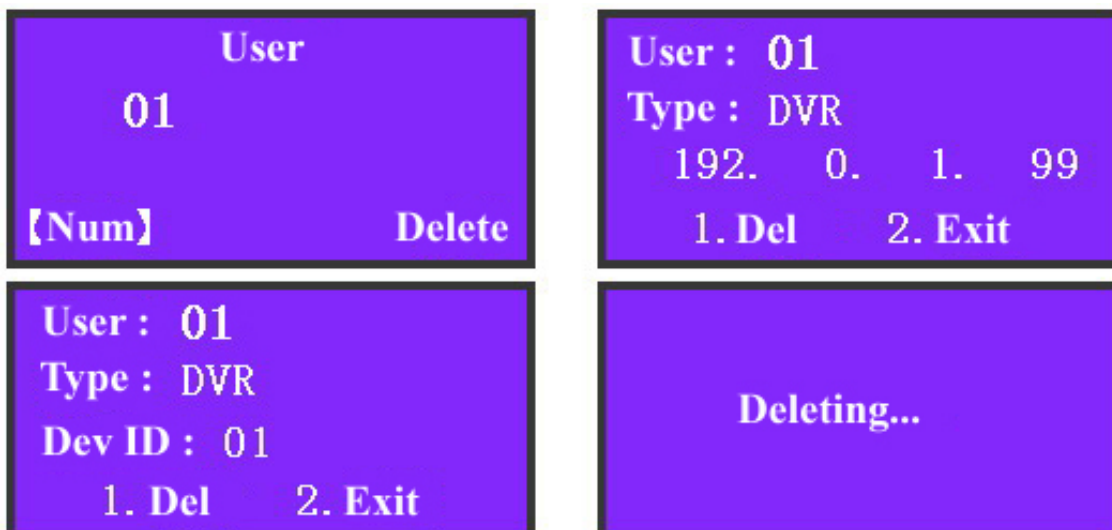 User
01
【Num】 Delete
User : 01
Type : DVR
192. 0. 1. 99
1. Del 2. Exit
User : 01
Type : DVR
Dev ID : 01
1. Del 2. Exit
Deleting...